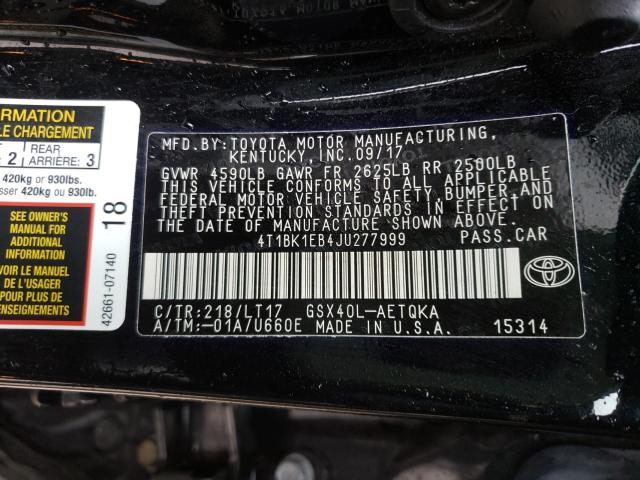 ORMATION
LE CHARGEMENT
2
REAR
ARRIÈRE: 3
420kg or 930lbs.
sser 420kg ou 930lb.
SEE OWNER'S
MANUAL FOR
ADDITIONAL
INFORMATION
VOIR LE MANUEL
DE L'USAGER
POUR PLUS DE
RENSEIGNEMENTS
18
42661-07140
MFD.BY:TOYOTA MOTOR MANUFACTURING,
KENTUCKY, INC.09/17
GVWR 4590LB GAWR FR 2625LB RR 2500LB
THIS VEHICLE CONFORMS TO ALL APPLICABLE
FEDERAL MOTOR VEHICLE SAFETY,BUMPER,AND
THEFT PREVENTION STANDARDS IN EFFECT ON
THE DATE OF MANUFACTURE SHOWN ABOVE.
4T1BK1EB4JU277999 PASS.CAR
C/TR:218/LT17 GSX40L-AETQKA
A/TM:-01A/U660E MADE IN U.S.A. 15314